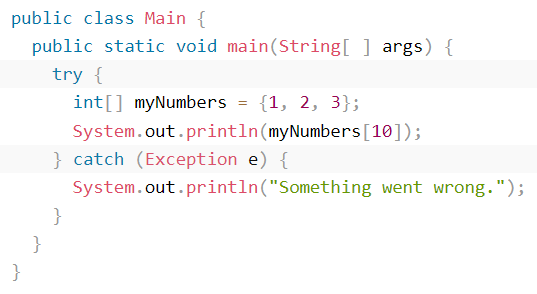 public class Main {
  public static void main(String[ ] args) {
    try {
      int[] myNumbers = {1, 2, 3};
      System.out.println(myNumbers[10]);
    } catch (Exception e) {
      System.out.println("Something went wrong.");
    }
  }
}